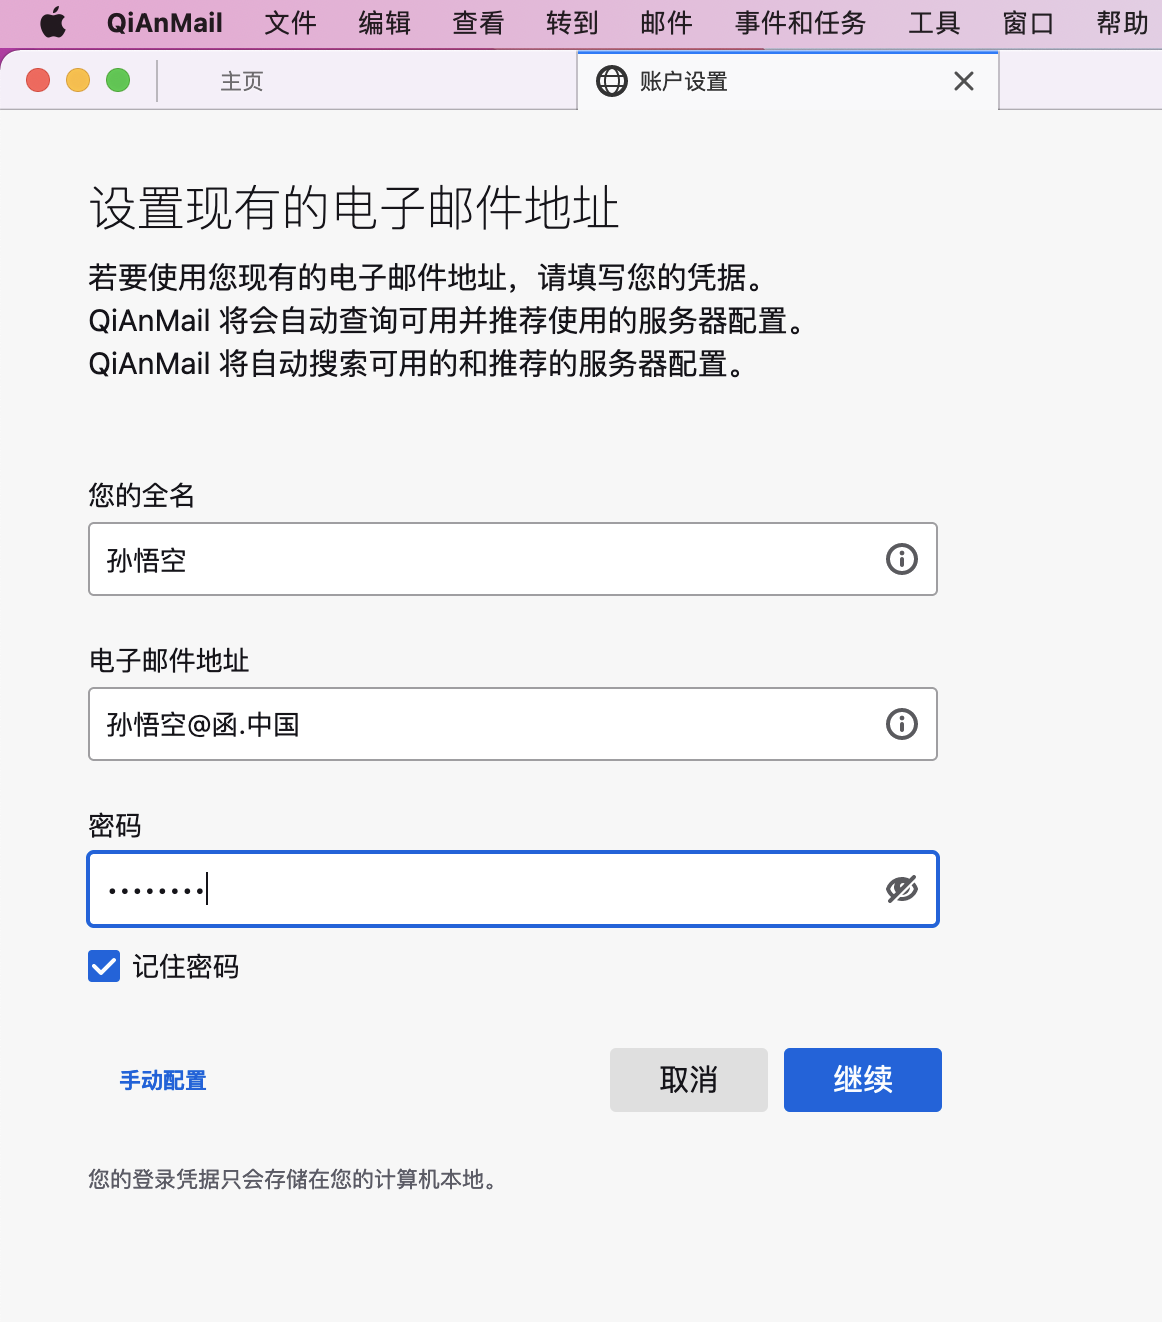 QiAnMail 文件 编辑 查看 转到 邮件 事件和任务 工具 窗口 帮助
主页 账户设置
设置现有的电子邮件地址
若要使用您现有的电子邮件地址，请填写您的凭据。
QiAnMail 将会自动查询可用并推荐使用的服务器配置。
QiAnMail 将自动搜索可用的和推荐的服务器配置。
您的全名
孙悟空
电子邮件地址
孙悟空@函.中国
密码
••••••••
记住密码
手动配置 取消 继续
您的登录凭据只会存储在您的计算机本地。